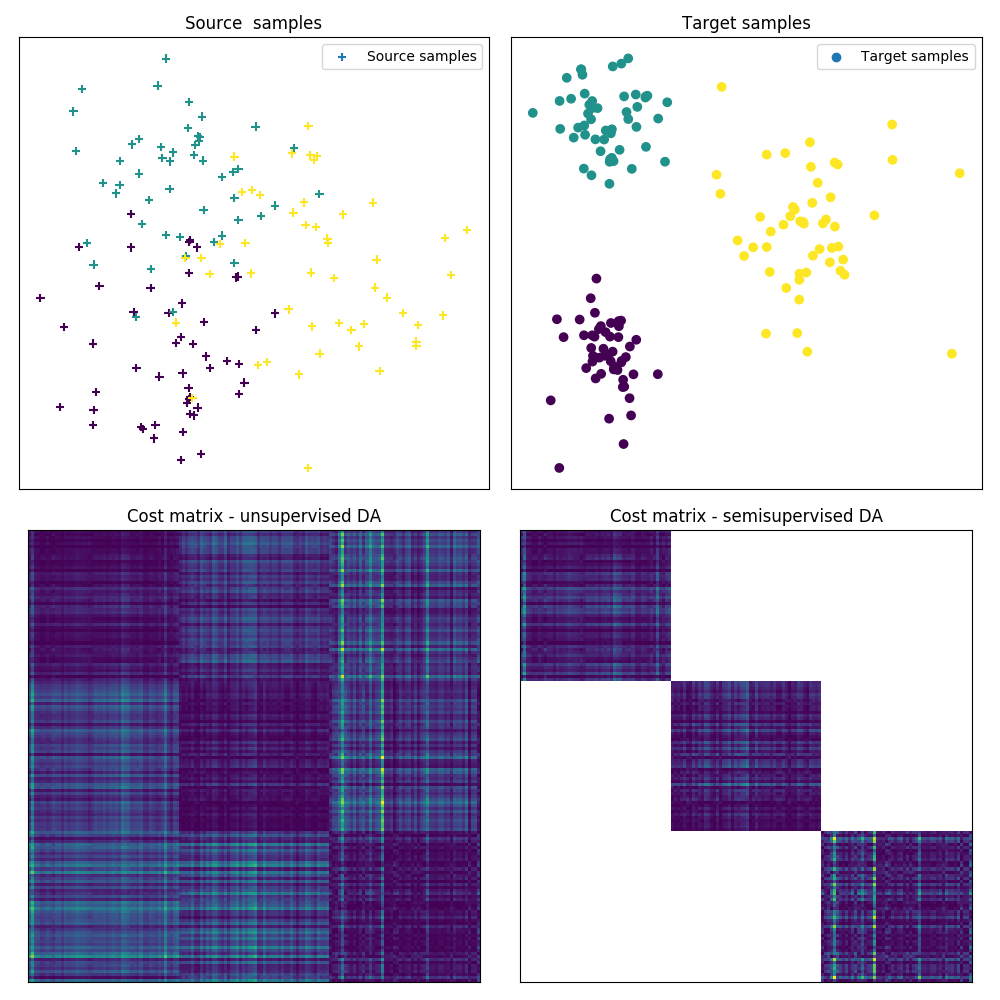 Source  samples
Source samples
Target samples
Target samples
Cost matrix - unsupervised DA
Cost matrix - semisupervised DA